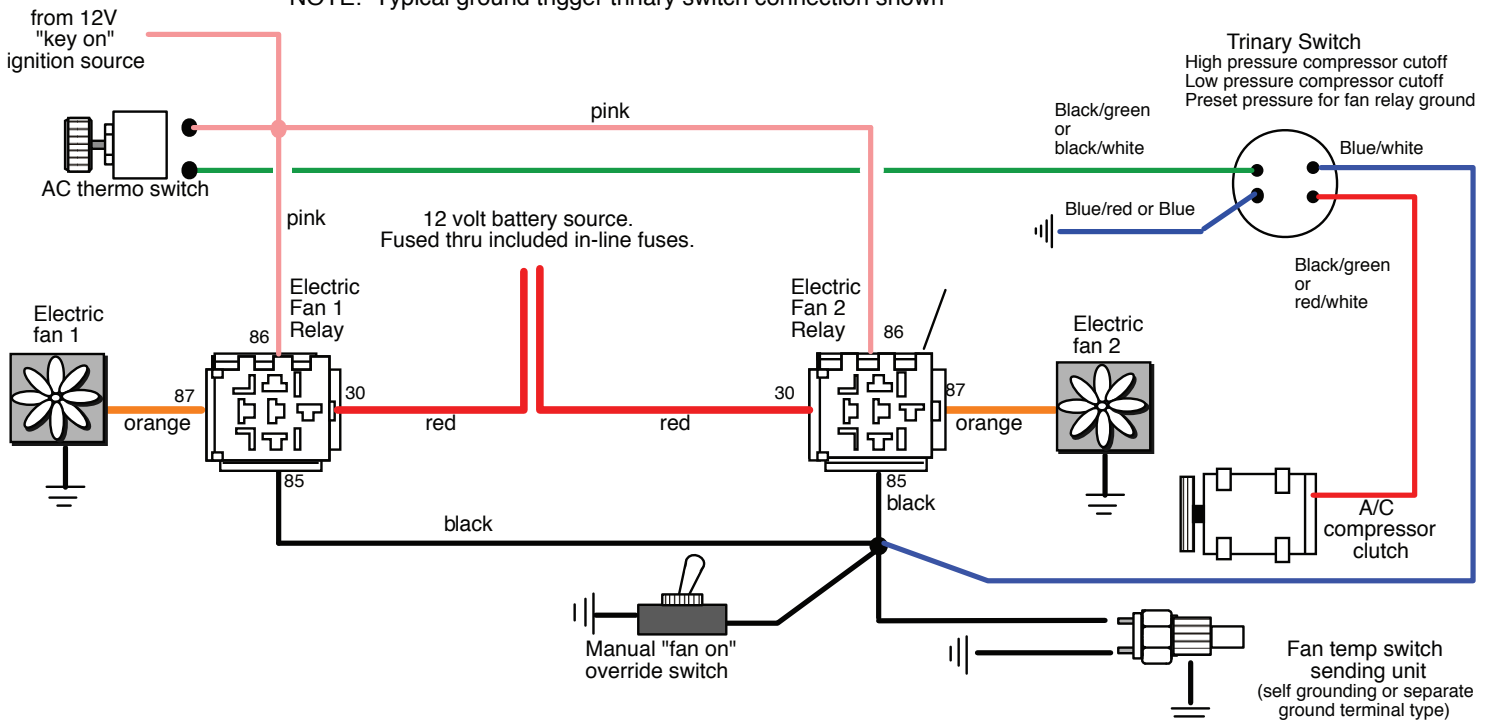 NOTE: Typical ground trigger trinary switch connection shown
from 12V
"key on"
ignition source
AC thermo switch
pink
pink
12 volt battery source.
Fused thru included in-line fuses.
Black/green
or
black/white
Trinary Switch
High pressure compressor cutoff
Low pressure compressor cutoff
Preset pressure for fan relay ground
Blue/white
Blue/red or Blue
Black/green
or
red/white
Electric
fan 1
Electric
Fan 1
Relay
86
87
30
orange
red
85
Electric
Fan 2
Relay
86
30
87
red
orange
85
black
Electric
fan 2
black
A/C
compressor
clutch
Manual "fan on"
override switch
Fan temp switch
sending unit
(self grounding or separate
ground terminal type)